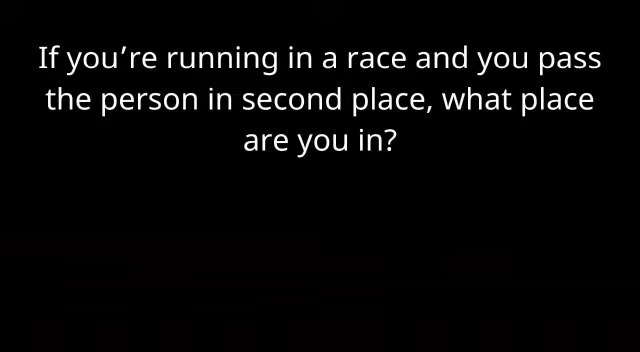 If you’re running in a race and you pass
the person in second place, what place
are you in?